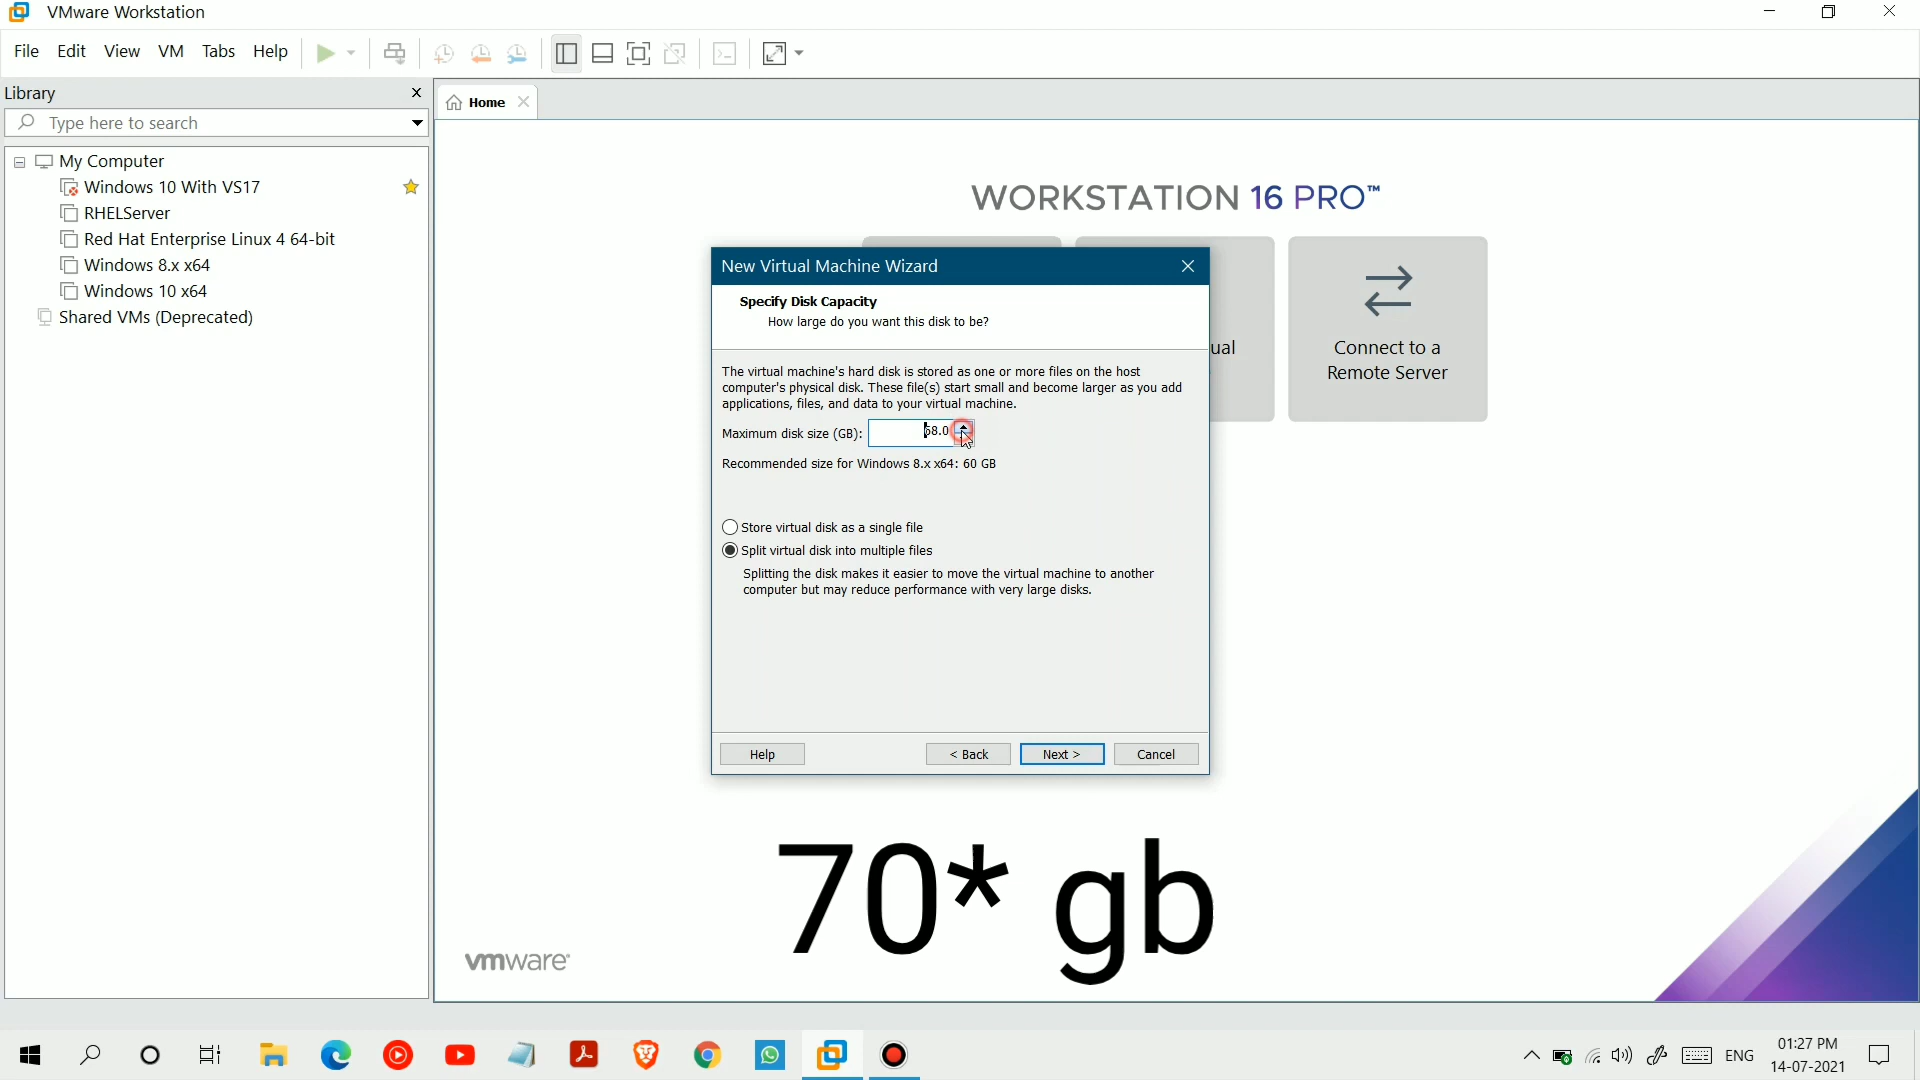 VMware Workstation
File Edit View VM Tabs Help
Library
Type here to search
Home
My Computer
Windows 10 With VS17
RHELServer
Red Hat Enterprise Linux 4 64-bit
Windows 8.x x64
Windows 10 x64
Shared VMs (Deprecated)
WORKSTATION 16 PRO™
ual
Connect to a
Remote Server
New Virtual Machine Wizard
Specify Disk Capacity
How large do you want this disk to be?
The virtual machine's hard disk is stored as one or more files on the host
computer's physical disk. These file(s) start small and become larger as you add
applications, files, and data to your virtual machine.
Maximum disk size (GB): 68.0
Recommended size for Windows 8.x x64: 60 GB
Store virtual disk as a single file
Split virtual disk into multiple files
Splitting the disk makes it easier to move the virtual machine to another
computer but may reduce performance with very large disks.
Help < Back Next > Cancel
70* gb
vmware®
ENG
01:27 PM
14-07-2021